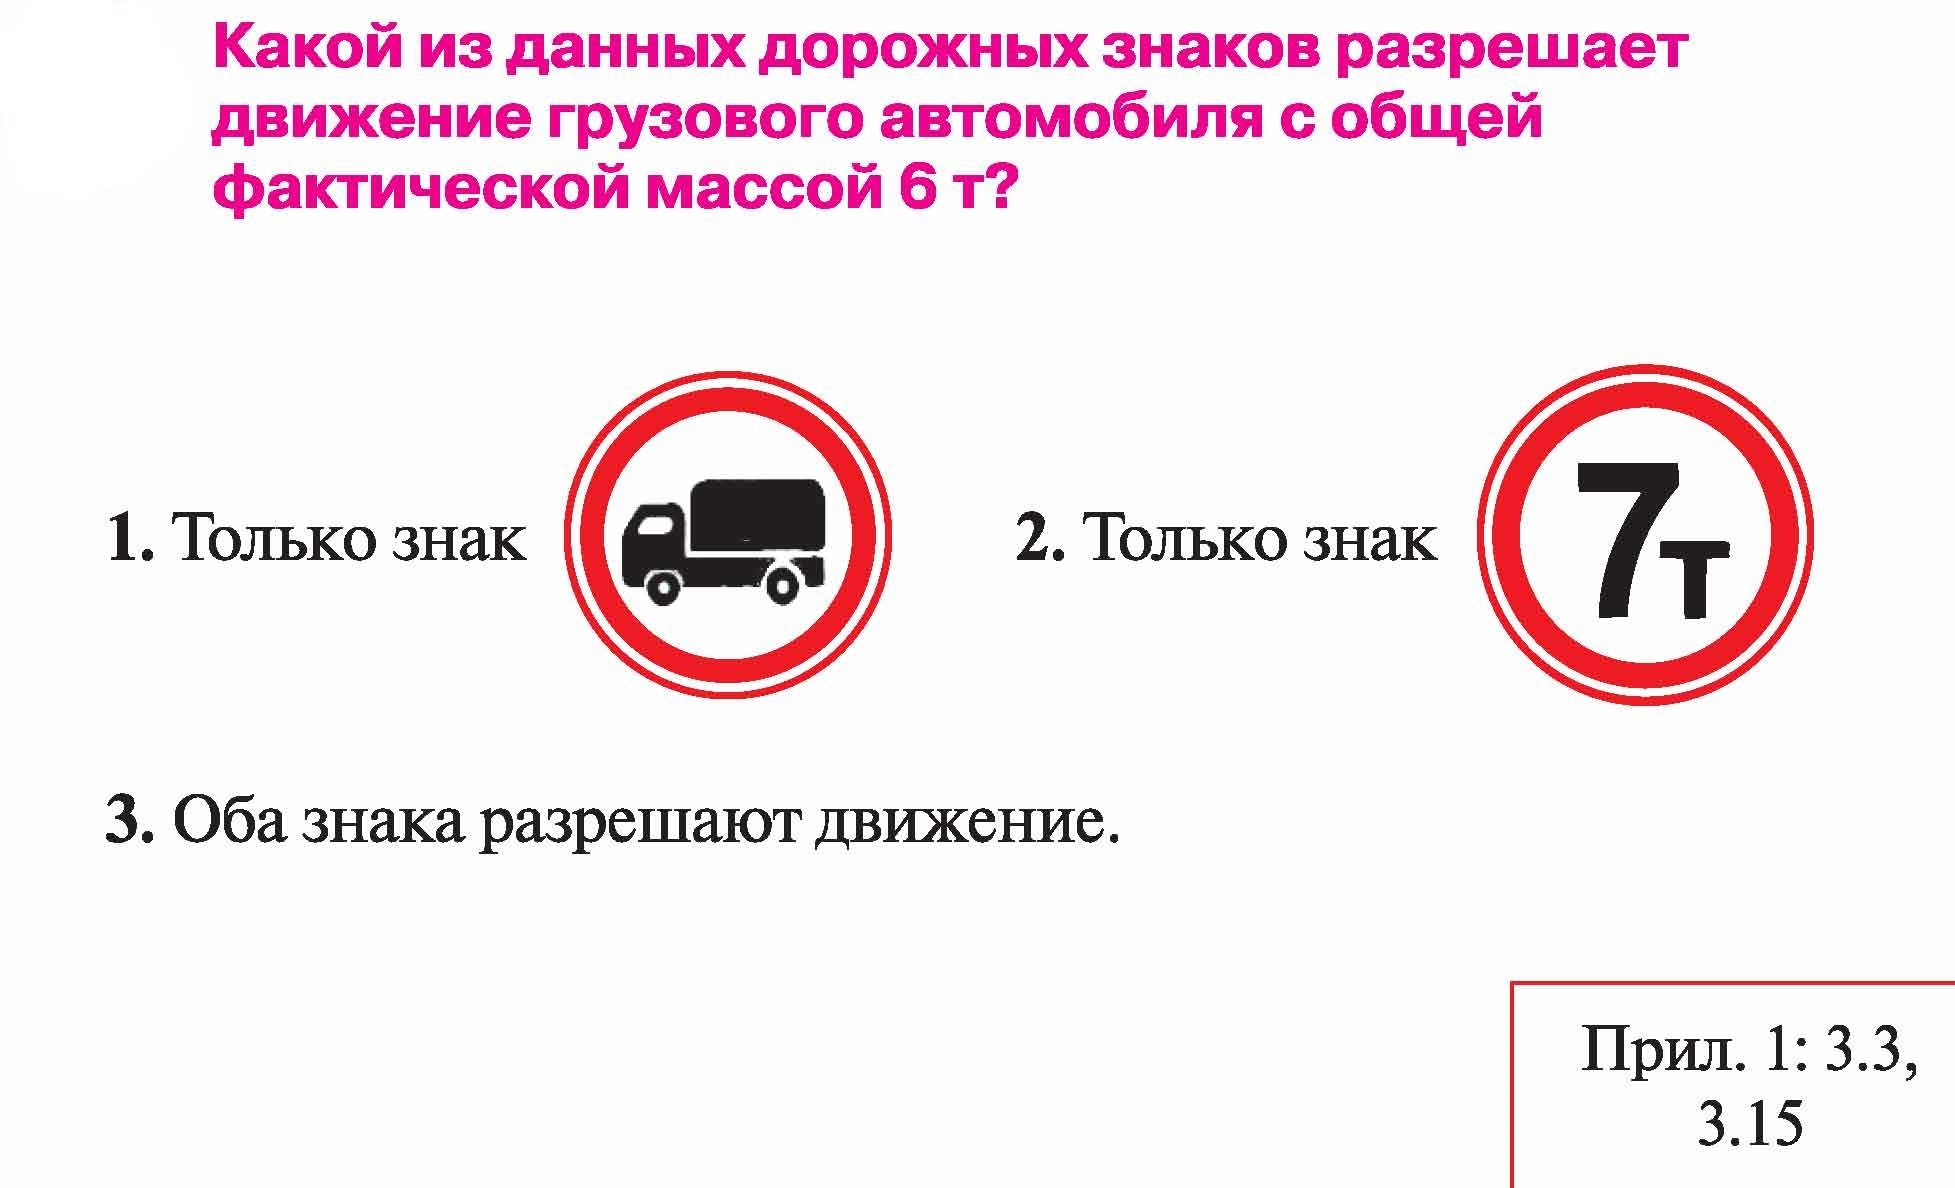 Какой из данных дорожных знаков разрешает
движение грузового автомобиля с общей
фактической массой 6 т?
1. Только знак
2. Только знак
7т
3. Оба знака разрешают движение.
Прил. 1: 3.3,
3.15